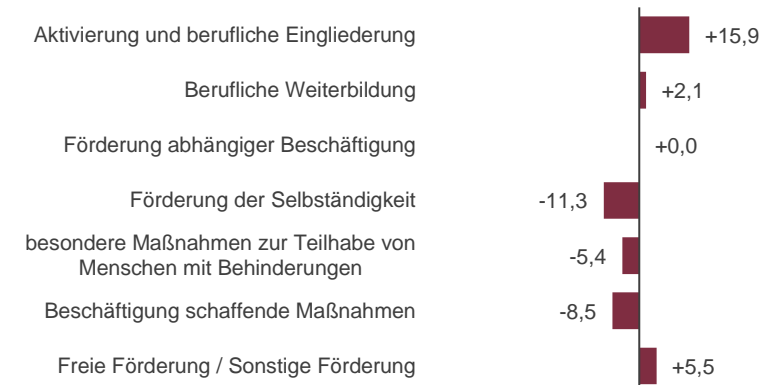 Aktivierung und berufliche Eingliederung +15,9
Berufliche Weiterbildung +2,1
Förderung abhängiger Beschäftigung +0,0
Förderung der Selbständigkeit -11,3
besondere Maßnahmen zur Teilhabe von
Menschen mit Behinderungen -5,4
Beschäftigung schaffende Maßnahmen -8,5
Freie Förderung / Sonstige Förderung +5,5